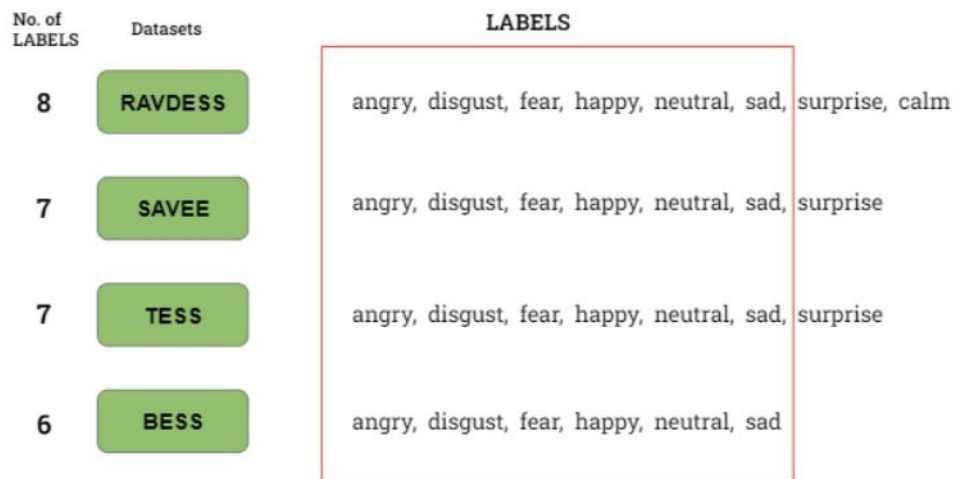 No. of
LABELS
Datasets
LABELS
8
RAVDESS
angry, disgust, fear, happy, neutral, sad, surprise, calm
7
SAVEE
angry, disgust, fear, happy, neutral, sad, surprise
7
TESS
angry, disgust, fear, happy, neutral, sad, surprise
6
BESS
angry, disgust, fear, happy, neutral, sad